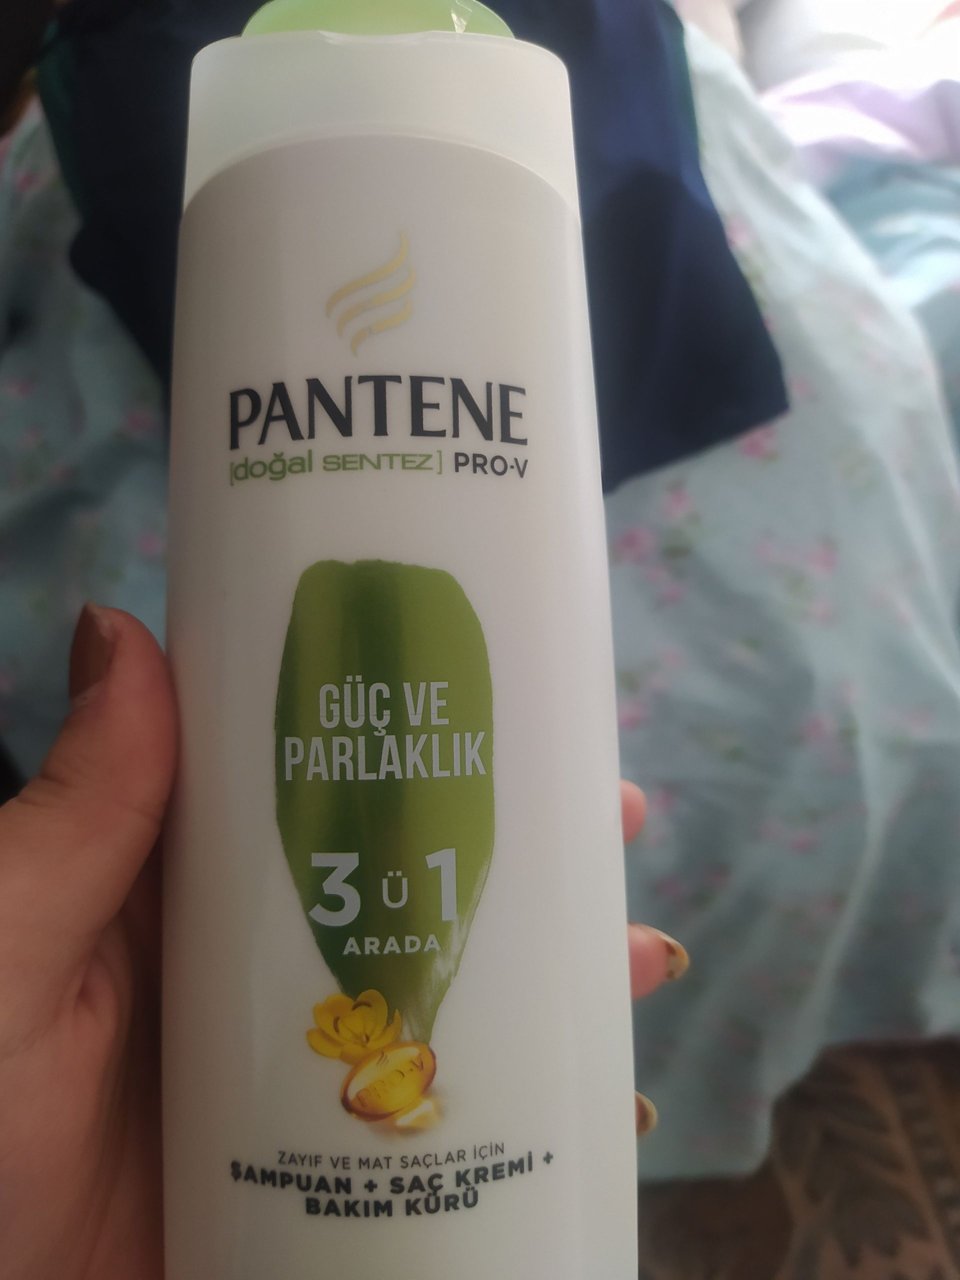 PANTENE
[doğal SENTEZ] PRO-V
GÜÇ VE
PARLAKLIK
3 Ü 1
ARADA
PRO-V
ZAYIF VE MAT SAÇLAR İÇİN
ŞAMPUAN + SAÇ KREMİ +
BAKIM KÜRÜ